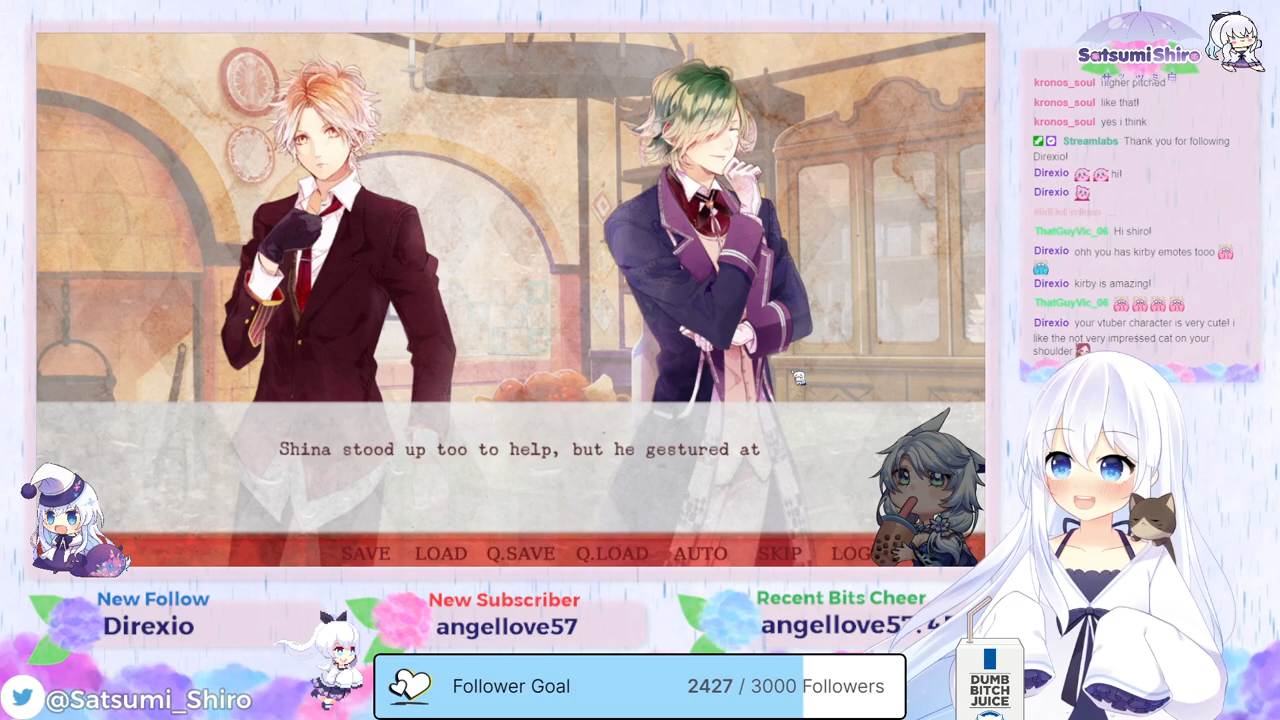 SatsumiShiro
kronos_soul higher pitched
kronos_soul like that!
kronos_soul yes i think
Streamlabs Thank you for following
Direxio!
Direxio hi!
Direxio
ThatGuyVic_06 Hi shiro!
Direxio ohh you has kirby emotes tooo
Direxio kirby is amazing!
ThatGuyVic_06
Direxio your vtuber character is very cute! i
like the not very impressed cat on your
shoulder
Shina stood up too to help, but he gestured at
SAVE LOAD Q.SAVE Q.LOAD AUTO SKIP LOG
New Follow
Direxio
New Subscriber
angellove57
Recent Bits Cheer
angellove57:
Follower Goal
2427 / 3000 Followers
@Satsumi_Shiro
DUMB
BITCH
JUICE